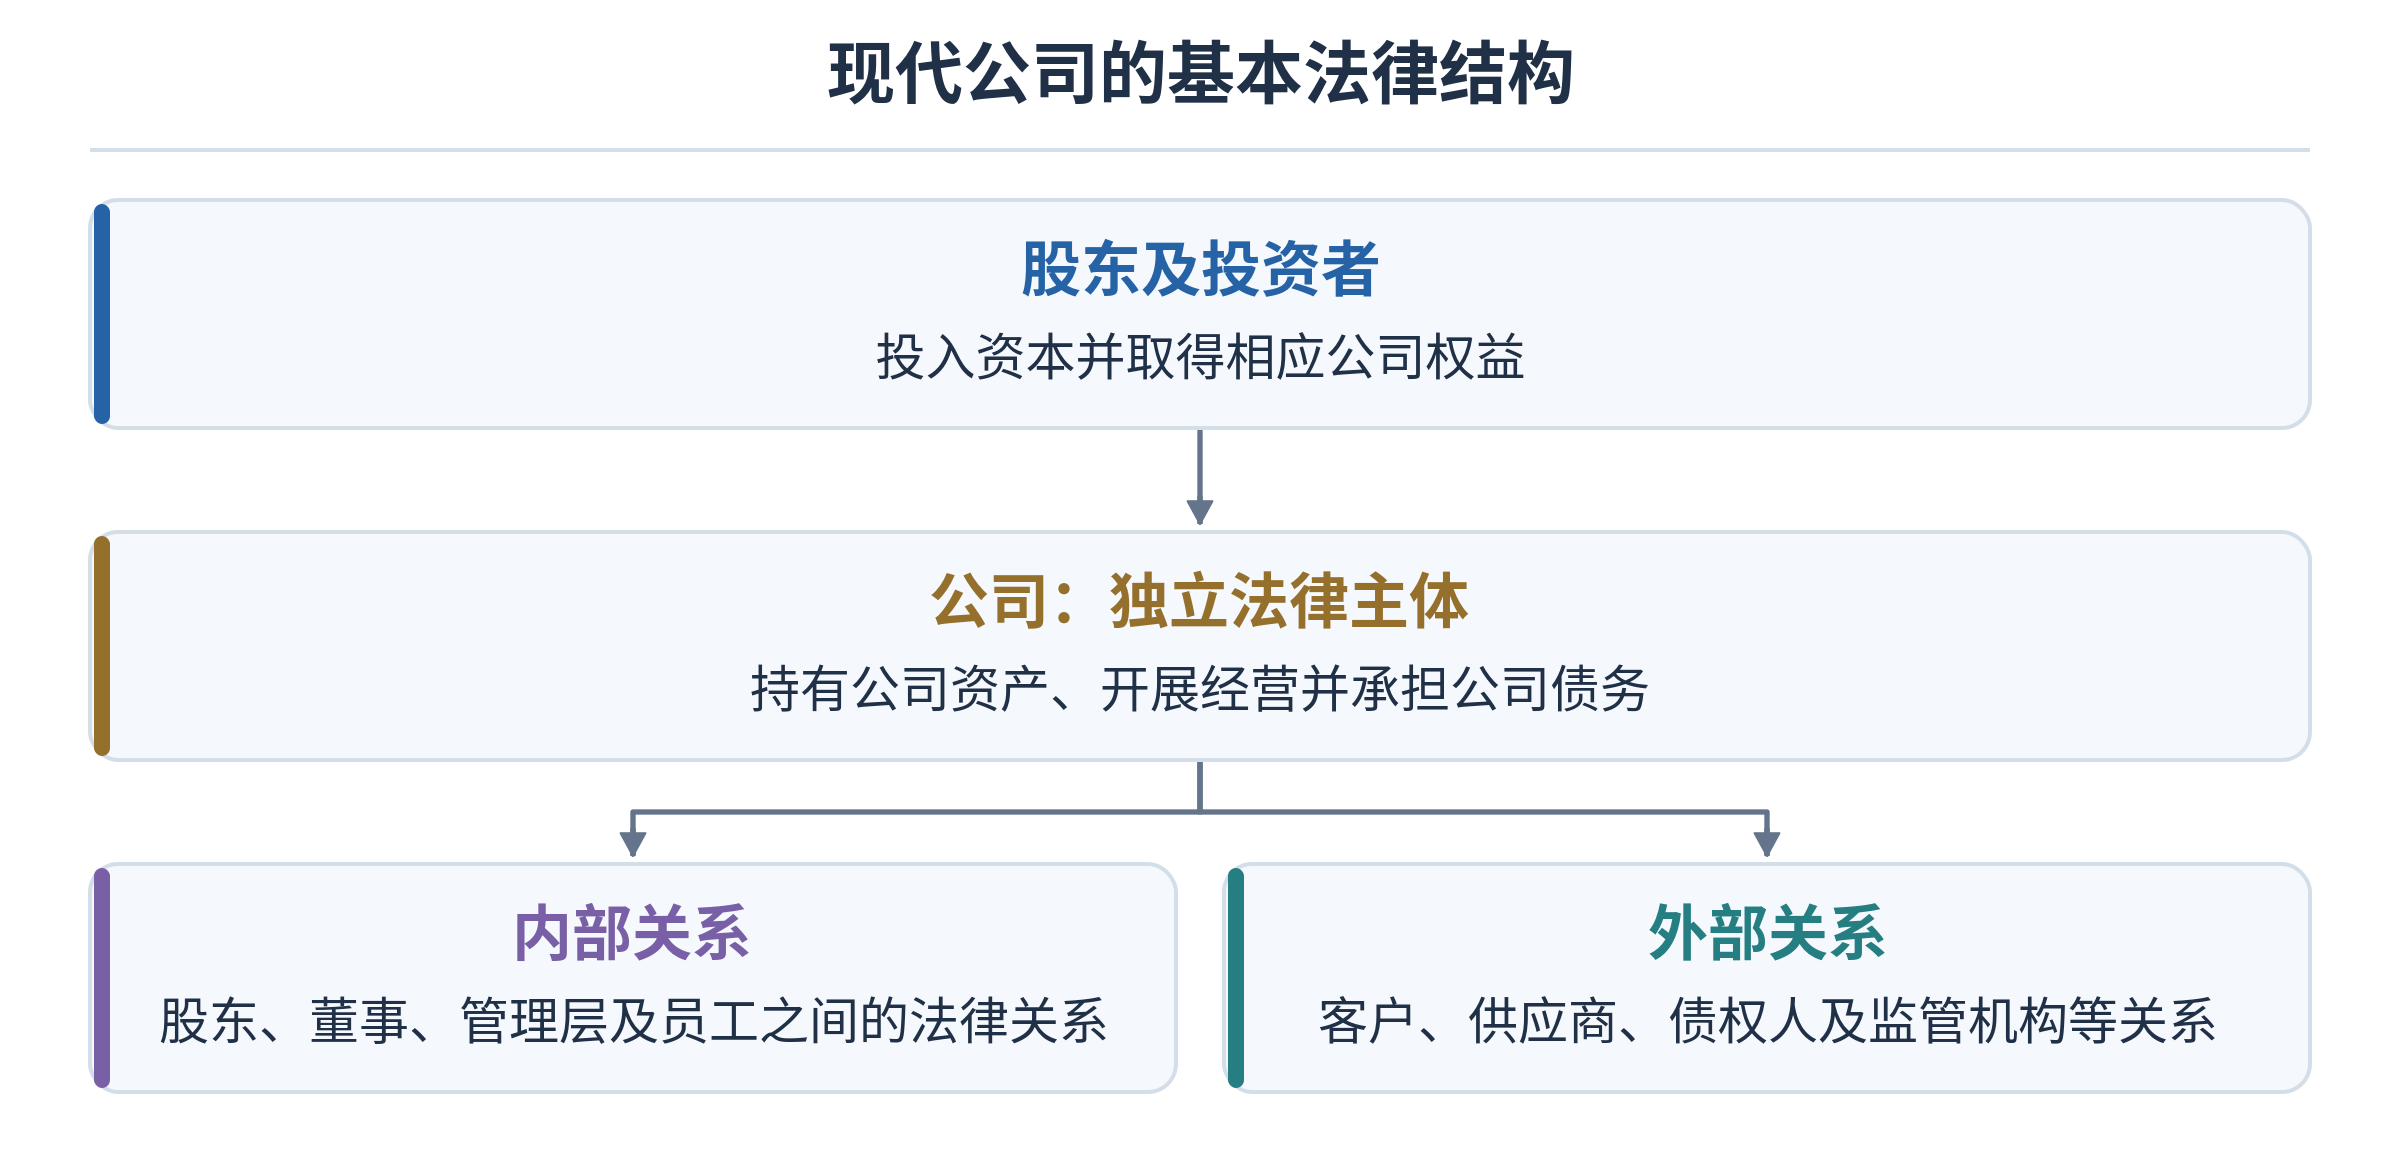 现代公司的基本法律结构
股东及投资者
投入资本并取得相应公司权益
公司：独立法律主体
持有公司资产、开展经营并承担公司债务
内部关系
股东、董事、管理层及员工之间的法律关系
外部关系
客户、供应商、债权人及监管机构等关系